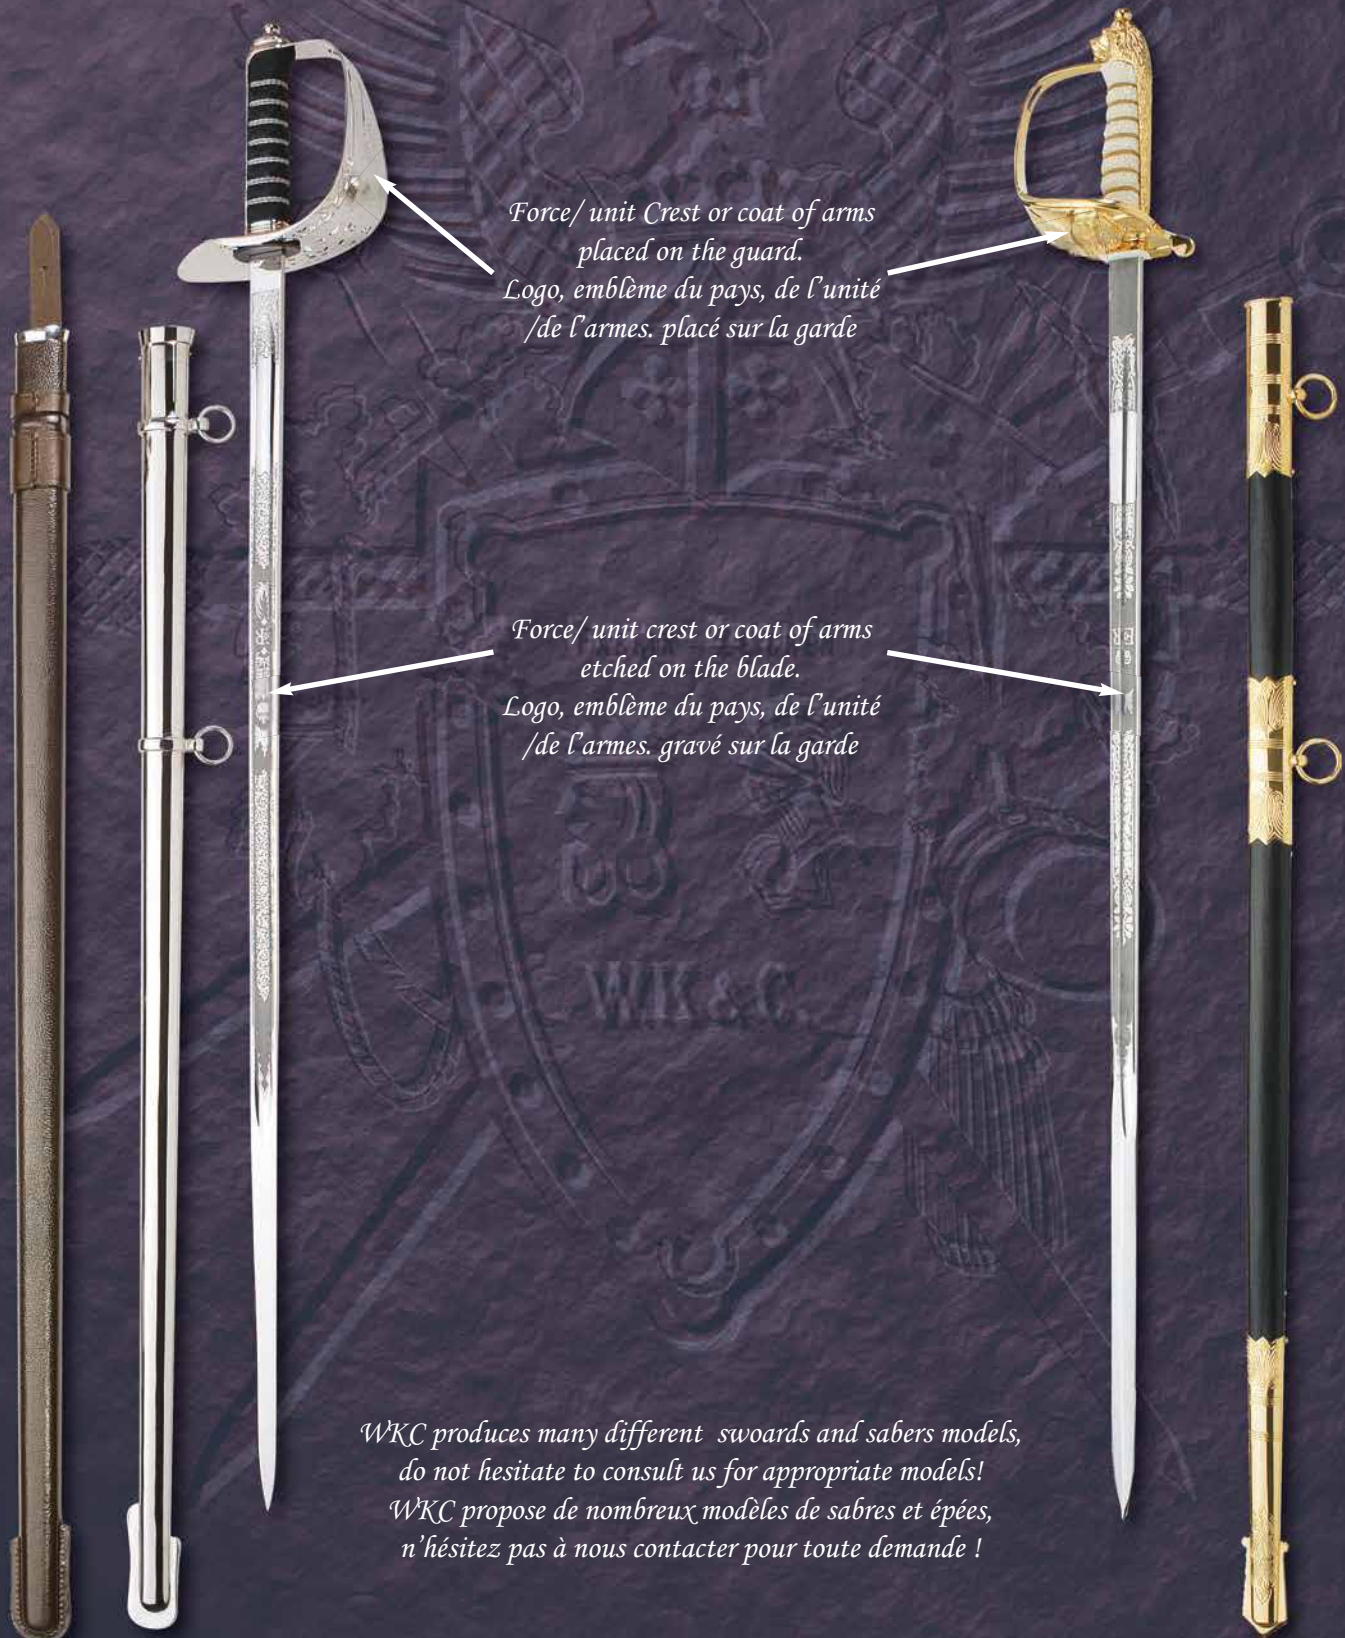 Force/ unit Crest or coat of arms
placed on the guard.
Logo, emblème du pays, de l'unité
/de l'armes. placé sur la garde
Force/ unit crest or coat of arms
etched on the blade.
Logo, emblème du pays, de l'unité
/de l'armes. gravé sur la garde
W.K & C.
WKC produces many different swoards and sabers models,
do not hesitate to consult us for appropriate models!
WKC propose de nombreux modèles de sabres et épées,
n'hésitez pas à nous contacter pour toute demande !